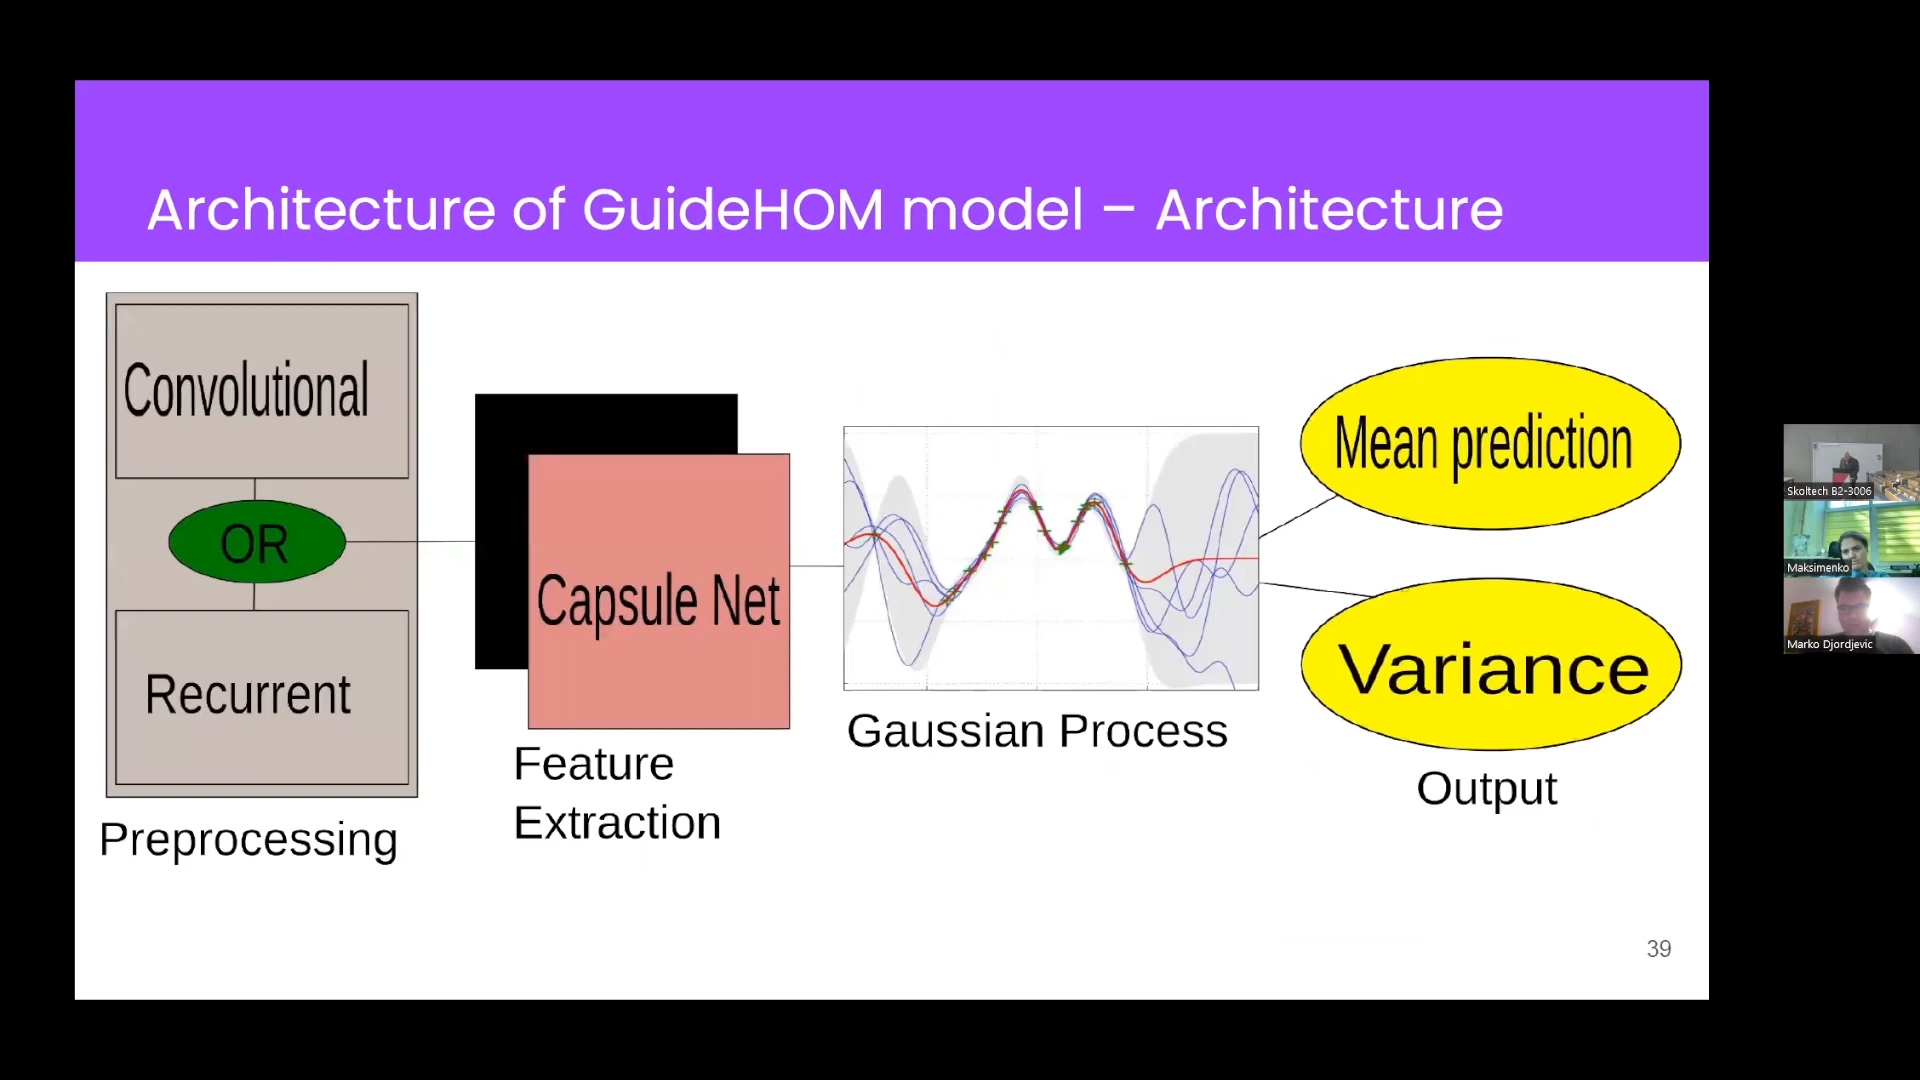 Architecture of GuideHOM model – Architecture
Convolutional
OR
Recurrent
Preprocessing
Capsule Net
Feature
Extraction
Gaussian Process
Mean prediction
Variance
Output
39
Skoltech B2-3006
Maksimenko
Marko Djordjevic